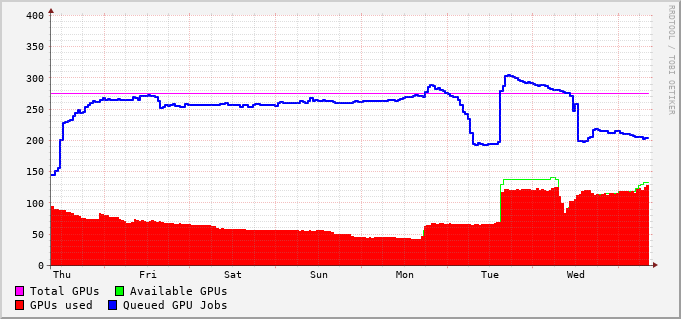 400
350
300
250
200
150
100
50
0
Thu Fri Sat Sun Mon Tue Wed
Total GPUs Available GPUs
GPUs used Queued GPU Jobs
RRDTOOL / TOBI OETIKER